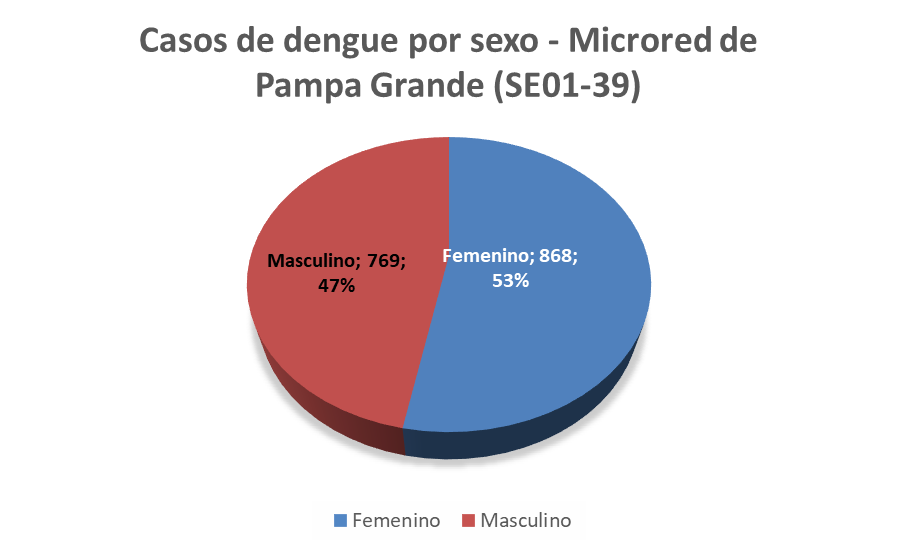 Casos de dengue por sexo - Microred de
Pampa Grande (SE01-39)
Masculino; 769;
47%
Femenino; 868;
53%
Femenino
Masculino